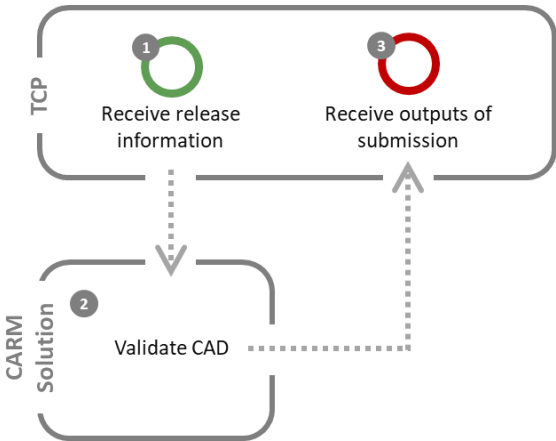 TCP
1
Receive release
information
3
Receive outputs of
submission
CARM
Solution
2
Validate CAD